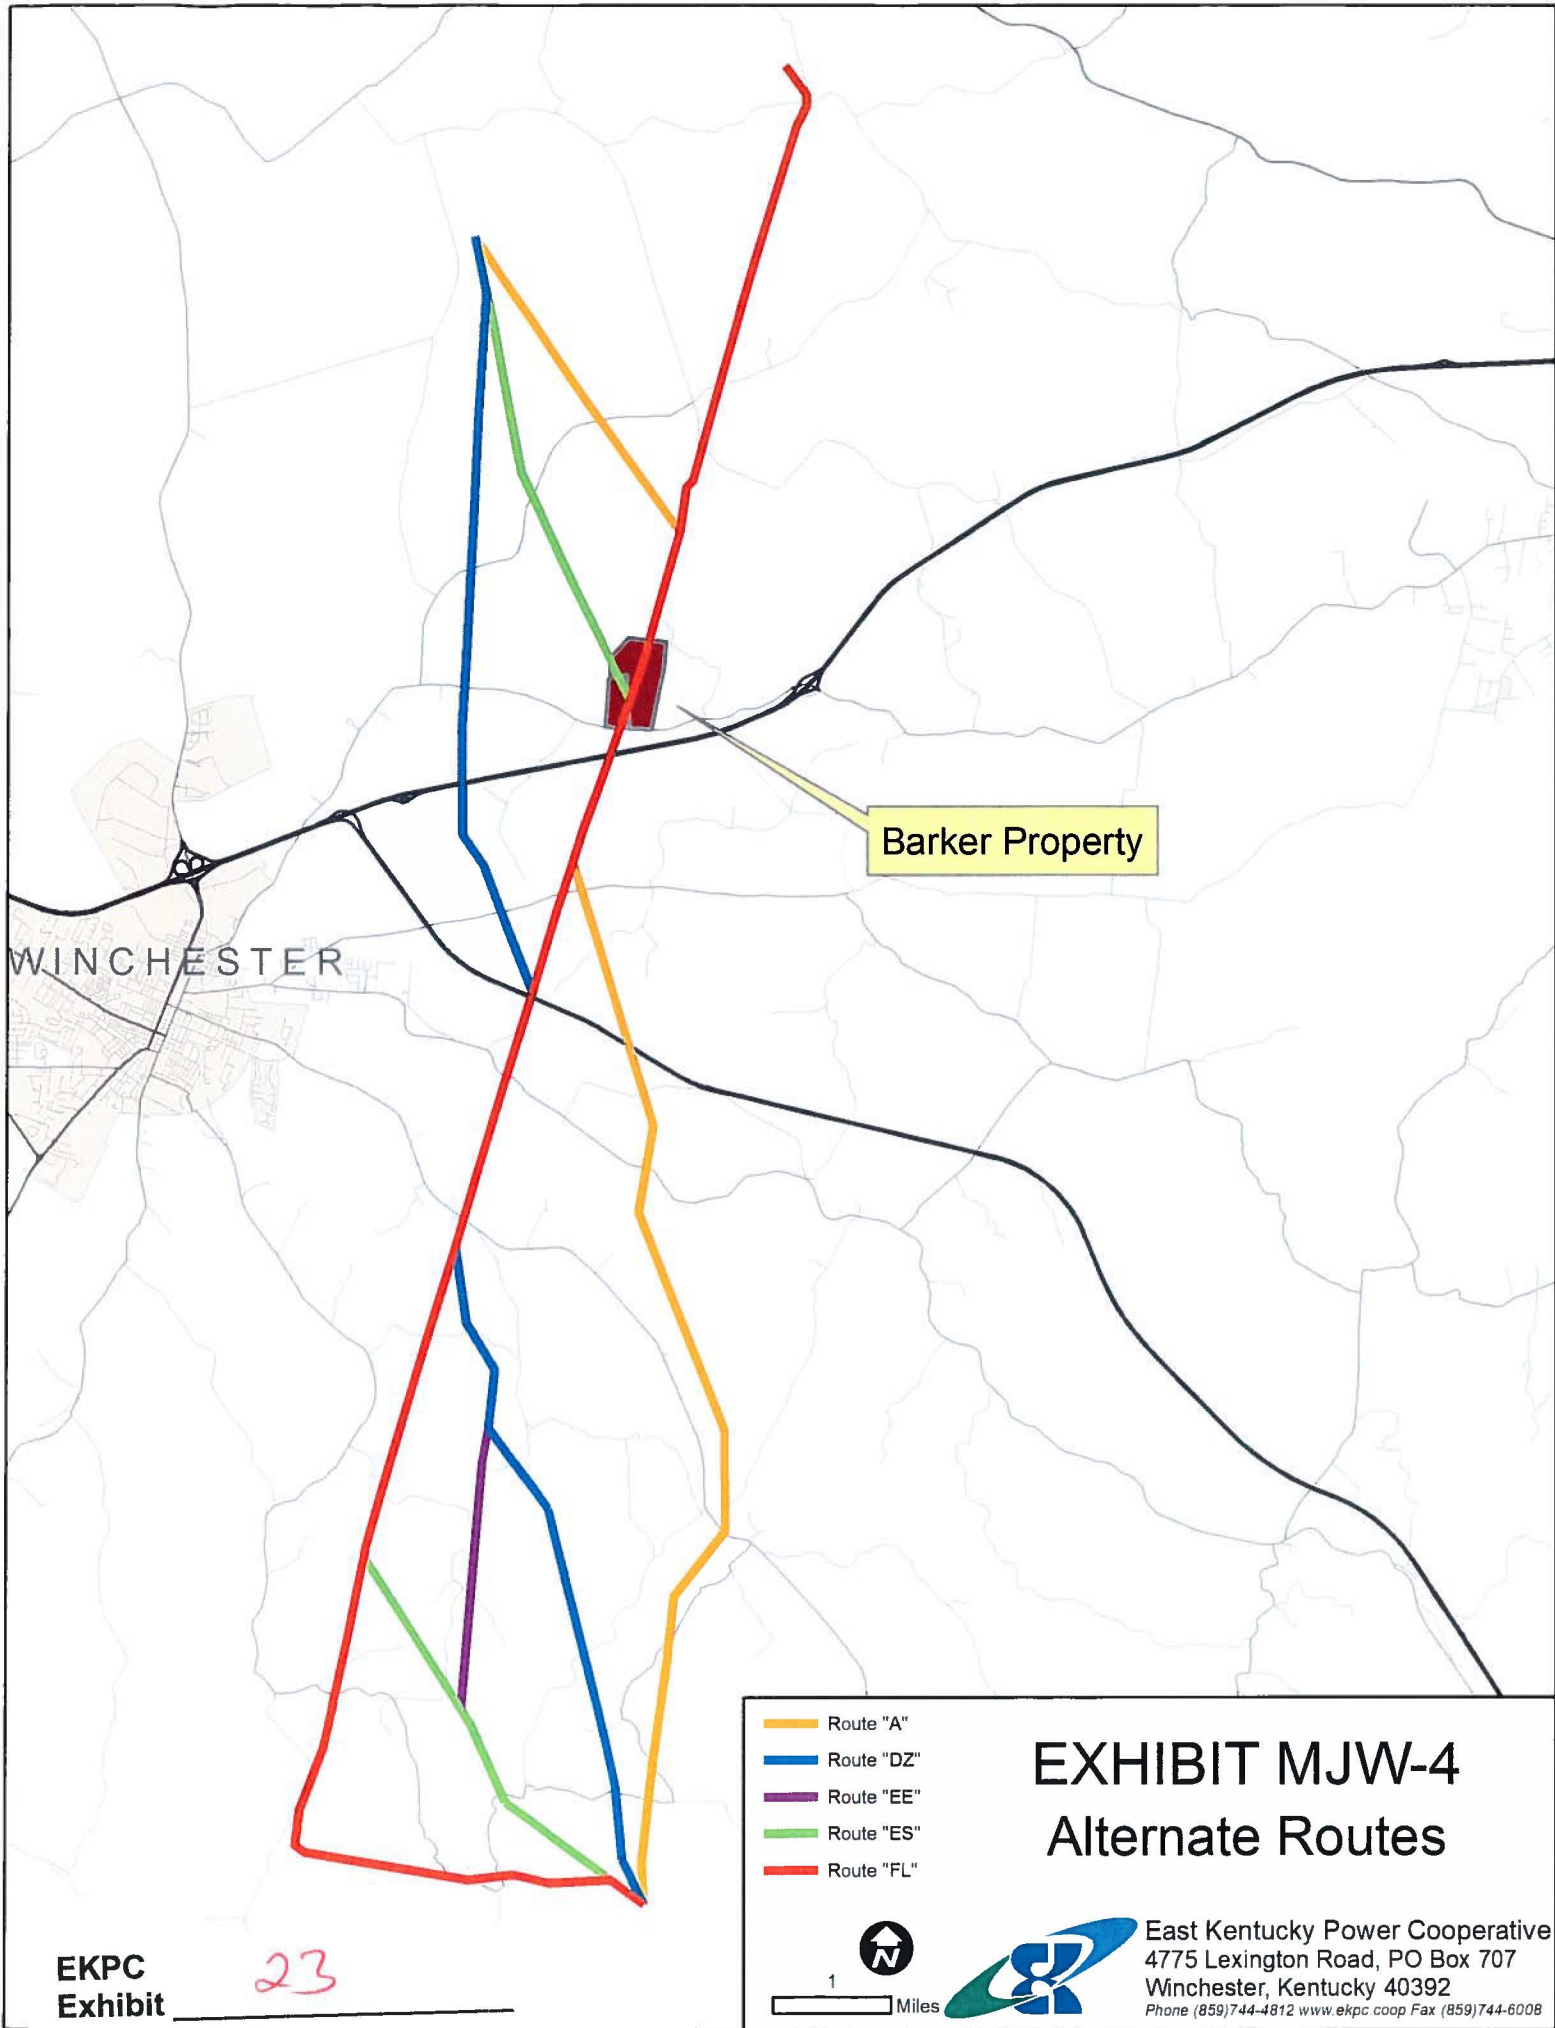 Barker Property
WINCHESTER
Route "A"
Route "DZ"
Route "EE"
Route "ES"
Route "FL"
EXHIBIT MJW-4
Alternate Routes
N
1
Miles
East Kentucky Power Cooperative
4775 Lexington Road, PO Box 707
Winchester, Kentucky 40392
Phone (859)744-4812 www.ekpc.coop Fax (859)744-6008
EKPC
Exhibit 23